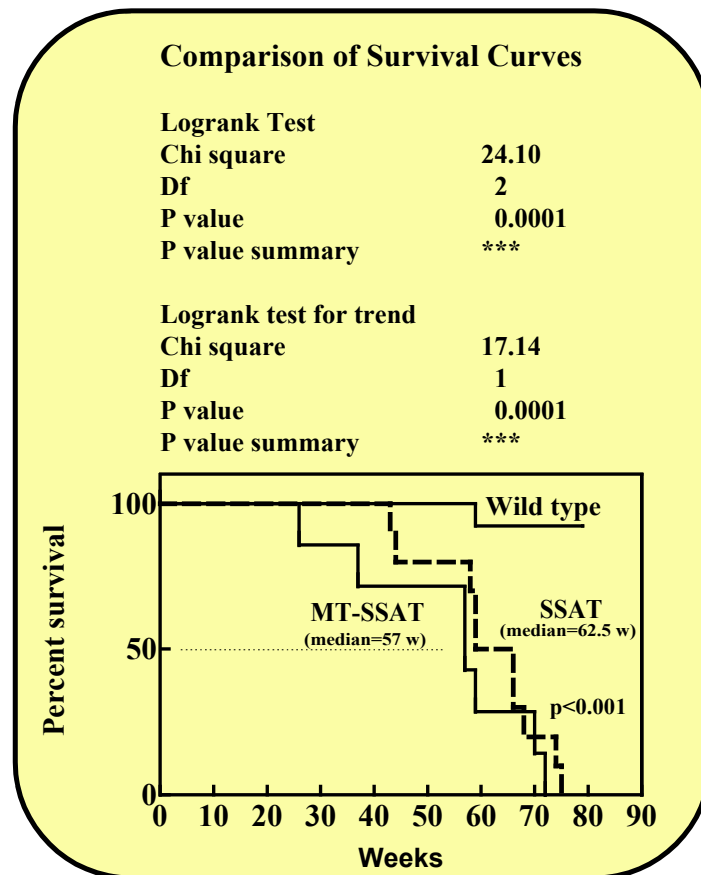 Comparison of Survival Curves
Logrank Test
Chi square 24.10
Df 2
P value 0.0001
P value summary ***
Logrank test for trend
Chi square 17.14
Df 1
P value 0.0001
P value summary ***
Percent survival
100
50
0
Wild type
MT-SSAT
(median=57 w)
SSAT
(median=62.5 w)
p<0.001
0 10 20 30 40 50 60 70 80 90
Weeks